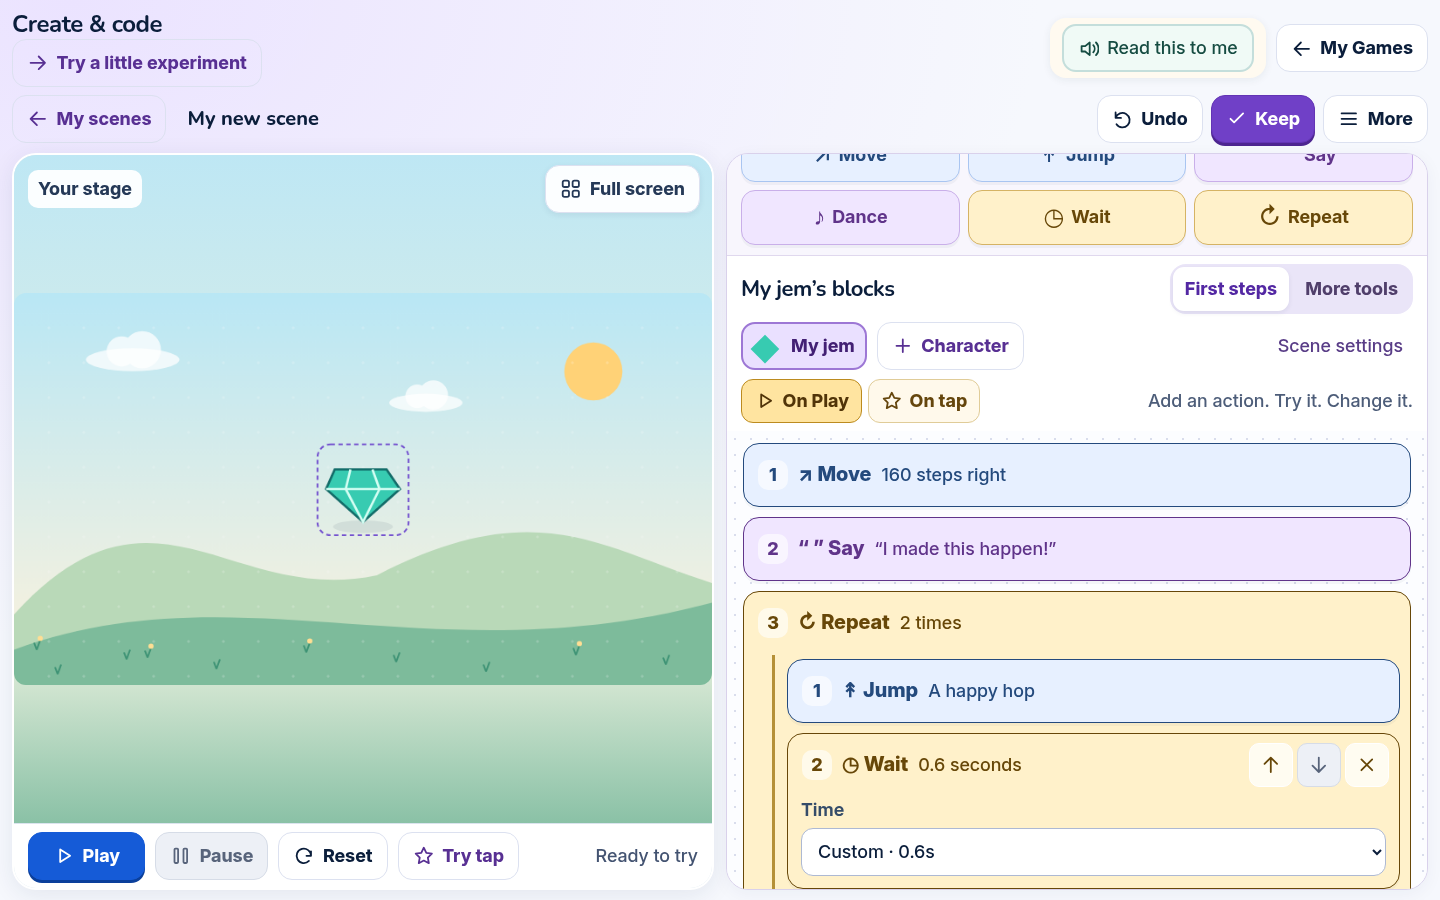 Create & code
Try a little experiment
Read this to me
My Games
My scenes
My new scene
Undo
Keep
More
Your stage
Full screen
Move
Jump
Say
Dance
Wait
Repeat
My jem’s blocks
First steps
More tools
My jem
Character
Scene settings
On Play
On tap
Add an action. Try it. Change it.
1 Move 160 steps right
2 “ ” Say “I made this happen!”
3 Repeat 2 times
1 Jump A happy hop
2 Wait 0.6 seconds
Time
Custom · 0.6s
Play
Pause
Reset
Try tap
Ready to try